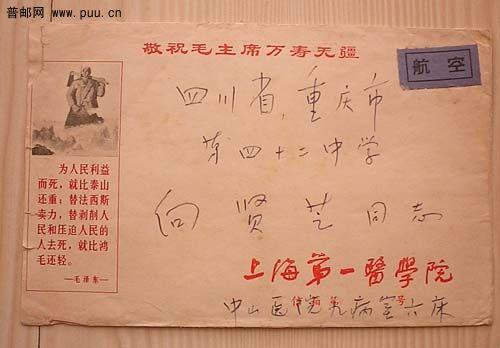 普邮网
www.puu.cn
敬祝毛主席万寿无疆
航空
四川省,重庆市
第四十二中学
向贤芝同志
为人民利益
而死,就比泰山
还重;替法西斯
卖力,替剥削人
民和压迫人民的
人去死,就比鸿
毛还轻。
—毛泽东—
上海第一醫学院
中山医院九病室六床
号